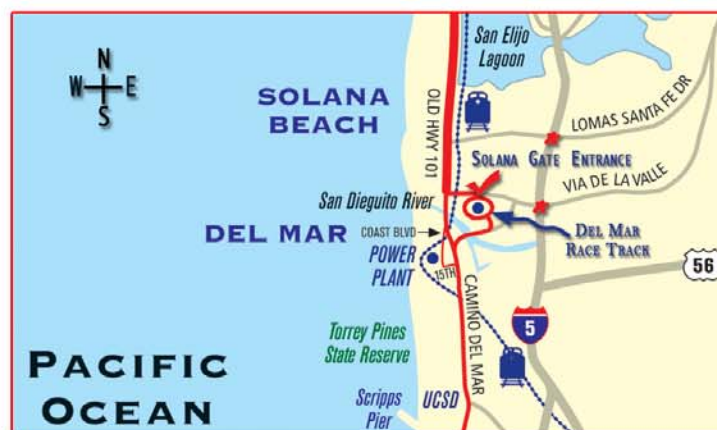 San Elijo
Lagoon
N
W E
S
SOLANA
BEACH
OLD HWY 101
LOMAS SANTA FE DR
SOLANA GATE ENTRANCE
VIA DE LA VALLE
San Dieguito River
DEL MAR
COAST BLVD
DEL MAR
RACE TRACK
POWER
PLANT
15TH
56
CAMINO DEL MAR
5
Torrey Pines
State Reserve
PACIFIC
OCEAN
Scripps
Pier
UCSD